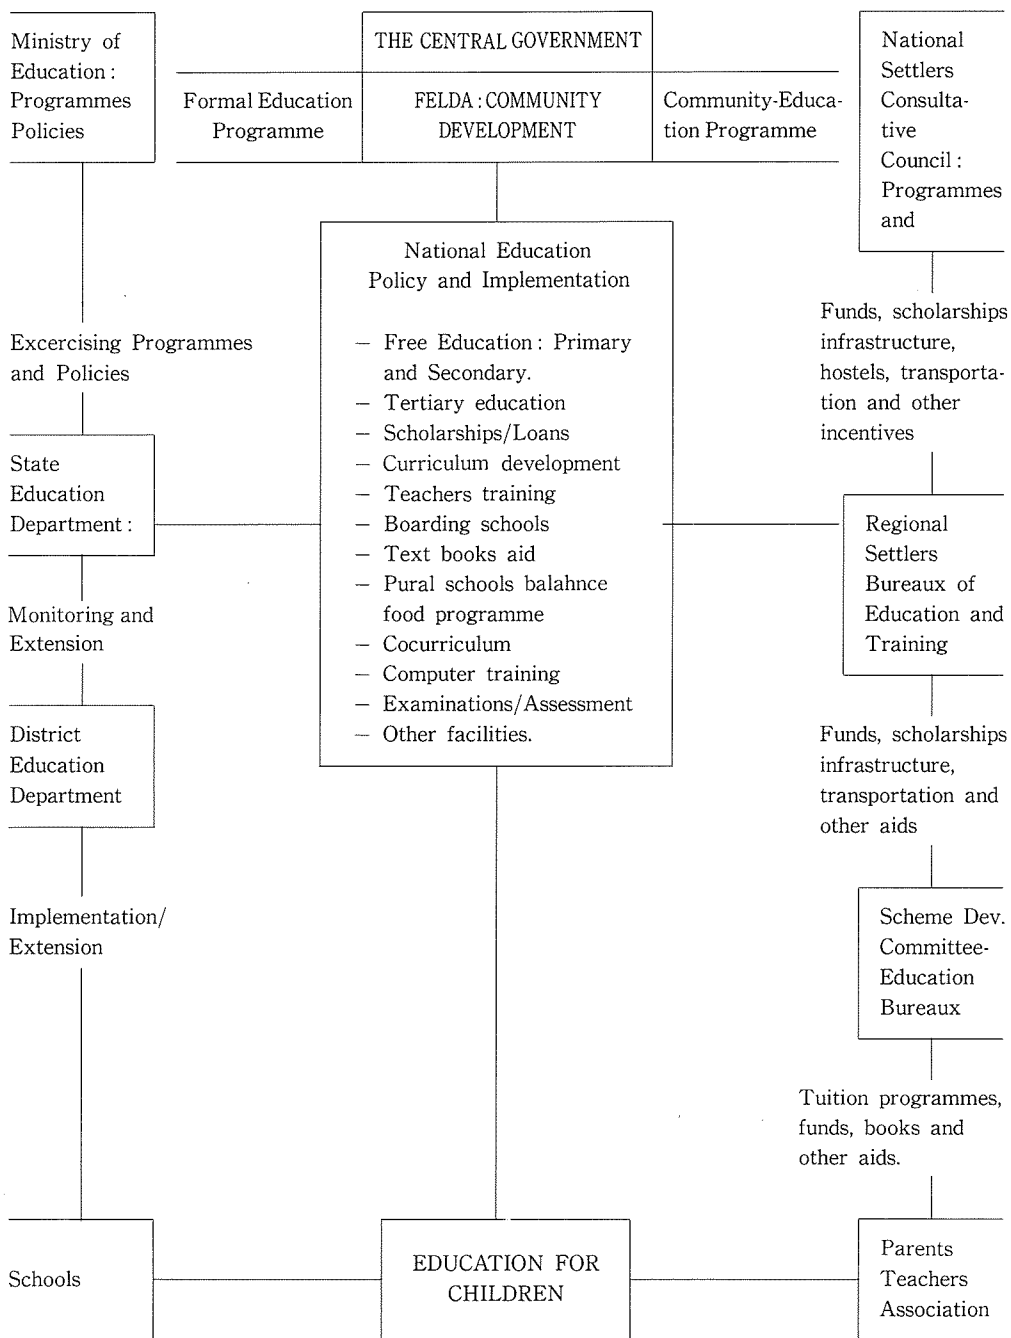 Ministry of
Education :
Programmes
Policies
THE CENTRAL GOVERNMENT
Formal Education
Programme
FELDA : COMMUNITY
DEVELOPMENT
Community-Educa-
tion Programme
National
Settlers
Consulta-
tive
Council :
Programmes
and
National Education
Policy and Implementation
– Free Education : Primary
and Secondary.
– Tertiary education
– Scholarships/Loans
– Curriculum development
– Teachers training
– Boarding schools
– Text books aid
– Pural schools balahnce
food programme
– Cocurriculum
– Computer training
– Examinations/Assessment
– Other facilities.
Excercising Programmes
and Policies
State
Education
Department :
Monitoring and
Extension
District
Education
Department
Implementation/
Extension
Schools
Funds, scholarships
infrastructure,
hostels, transporta-
tion and other
incentives
Regional
Settlers
Bureaux of
Education and
Training
Funds, scholarships
infrastructure,
transportation and
other aids
Scheme Dev.
Committee-
Education
Bureaux
Tuition programmes,
funds, books and
other aids.
EDUCATION FOR
CHILDREN
Parents
Teachers
Association